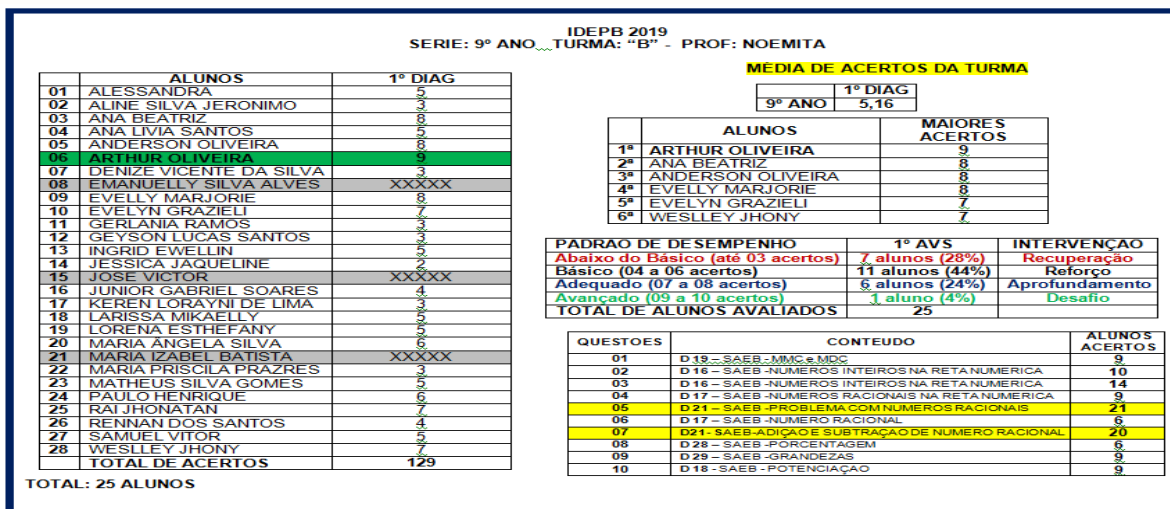 IDEPB 2019
SERIE: 9º ANO TURMA: “B” - PROF: NOEMITA
ALUNOS 1º DIAG
01 ALESSANDRA 5
02 ALINE SILVA JERONIMO 3
03 ANA BEATRIZ 8
04 ANA LIVIA SANTOS 5
05 ANDERSON OLIVEIRA 8
06 ARTHUR OLIVEIRA 9
07 DENIZE VICENTE DA SILVA 3
08 EMANUELLY SILVA ALVES XXXXX
09 EVELLY MARJORIE 8
10 EVELYN GRAZIELI 7
11 GERLANIA RAMOS 3
12 GEYSON LUCAS SANTOS 3
13 INGRID EWELLIN 5
14 JESSICA JAQUELINE 2
15 JOSE VICTOR XXXXX
16 JUNIOR GABRIEL SOARES 4
17 KEREN LORAYNI DE LIMA 3
18 LARISSA MIKAELLY 5
19 LORENA ESTHEFANY 5
20 MARIA ÂNGELA SILVA 6
21 MARIA IZABEL BATISTA XXXXX
22 MARIA PRISCILA PRAZRES 3
23 MATHEUS SILVA GOMES 5
24 PAULO HENRIQUE 6
25 RAI JHONATAN 7
26 RENNAN DOS SANTOS 4
27 SAMUEL VITOR 5
28 WESLLEY JHONY 7
TOTAL DE ACERTOS 129
TOTAL: 25 ALUNOS
MÉDIA DE ACERTOS DA TURMA
1º DIAG
9º ANO 5,16
ALUNOS MAIORES ACERTOS
1ª ARTHUR OLIVEIRA 9
2ª ANA BEATRIZ 8
3ª ANDERSON OLIVEIRA 8
4ª EVELLY MARJORIE 8
5ª EVELYN GRAZIELI 7
6ª WESLLEY JHONY 7
PADRAO DE DESEMPENHO 1º AVS INTERVENÇAO
Abaixo do Básico (até 03 acertos) 7 alunos (28%) Recuperação
Básico (04 a 06 acertos) 11 alunos (44%) Reforço
Adequado (07 a 08 acertos) 6 alunos (24%) Aprofundamento
Avançado (09 a 10 acertos) 1 aluno (4%) Desafio
TOTAL DE ALUNOS AVALIADOS 25
QUESTOES CONTEUDO ALUNOS ACERTOS
01 D 19 – SAEB - MMC e MDC 9
02 D 16 – SAEB -NUMEROS INTEIROS NA RETA NUMERICA 10
03 D 16 – SAEB -NUMEROS INTEIROS NA RETA NUMERICA 14
04 D 17 – SAEB -NUMEROS RACIONAIS NA RETA NUMERICA 9
05 D 21 – SAEB -PROBLEMA COM NUMEROS RACIONAIS 21
06 D 17 – SAEB -NUMERO RACIONAL 6
07 D21- SAEB-ADIÇAO E SUBTRAÇAO DE NUMERO RACIONAL 20
08 D 28 – SAEB -PORCENTAGEM 6
09 D 29 – SAEB -GRANDEZAS 9
10 D 18 - SAEB - POTENCIAÇAO 9